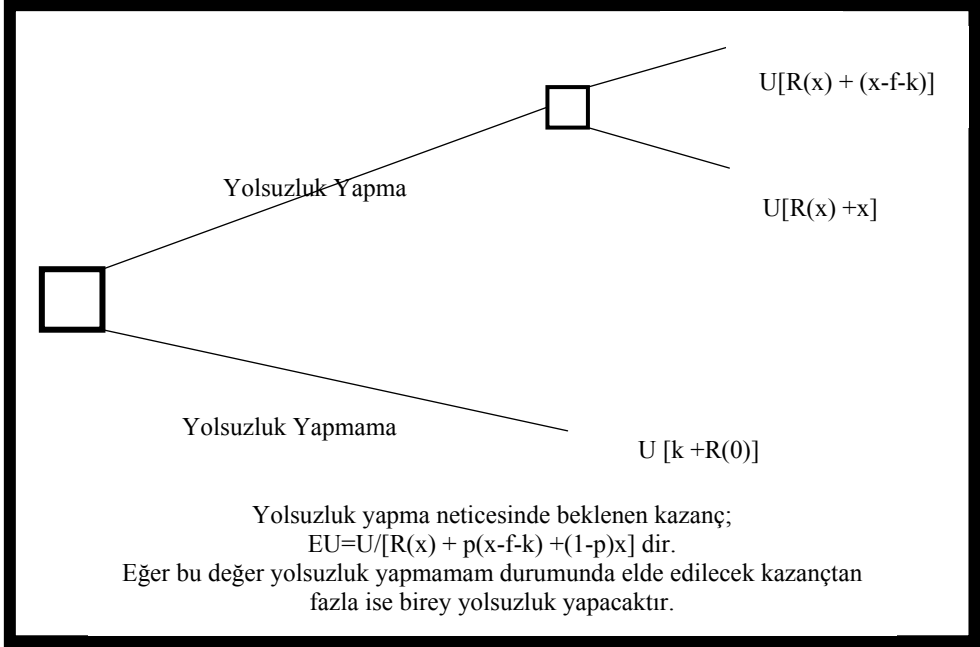 U[R(x) + (x-f-k)]
Yolsuzluk Yapma
U[R(x) +x]
Yolsuzluk Yapmama
U [k +R(0)]
Yolsuzluk yapma neticesinde beklenen kazanç;
EU=U/[R(x) + p(x-f-k) +(1-p)x] dir.
Eğer bu değer yolsuzluk yapmamam durumunda elde edilecek kazançtan
fazla ise birey yolsuzluk yapacaktır.